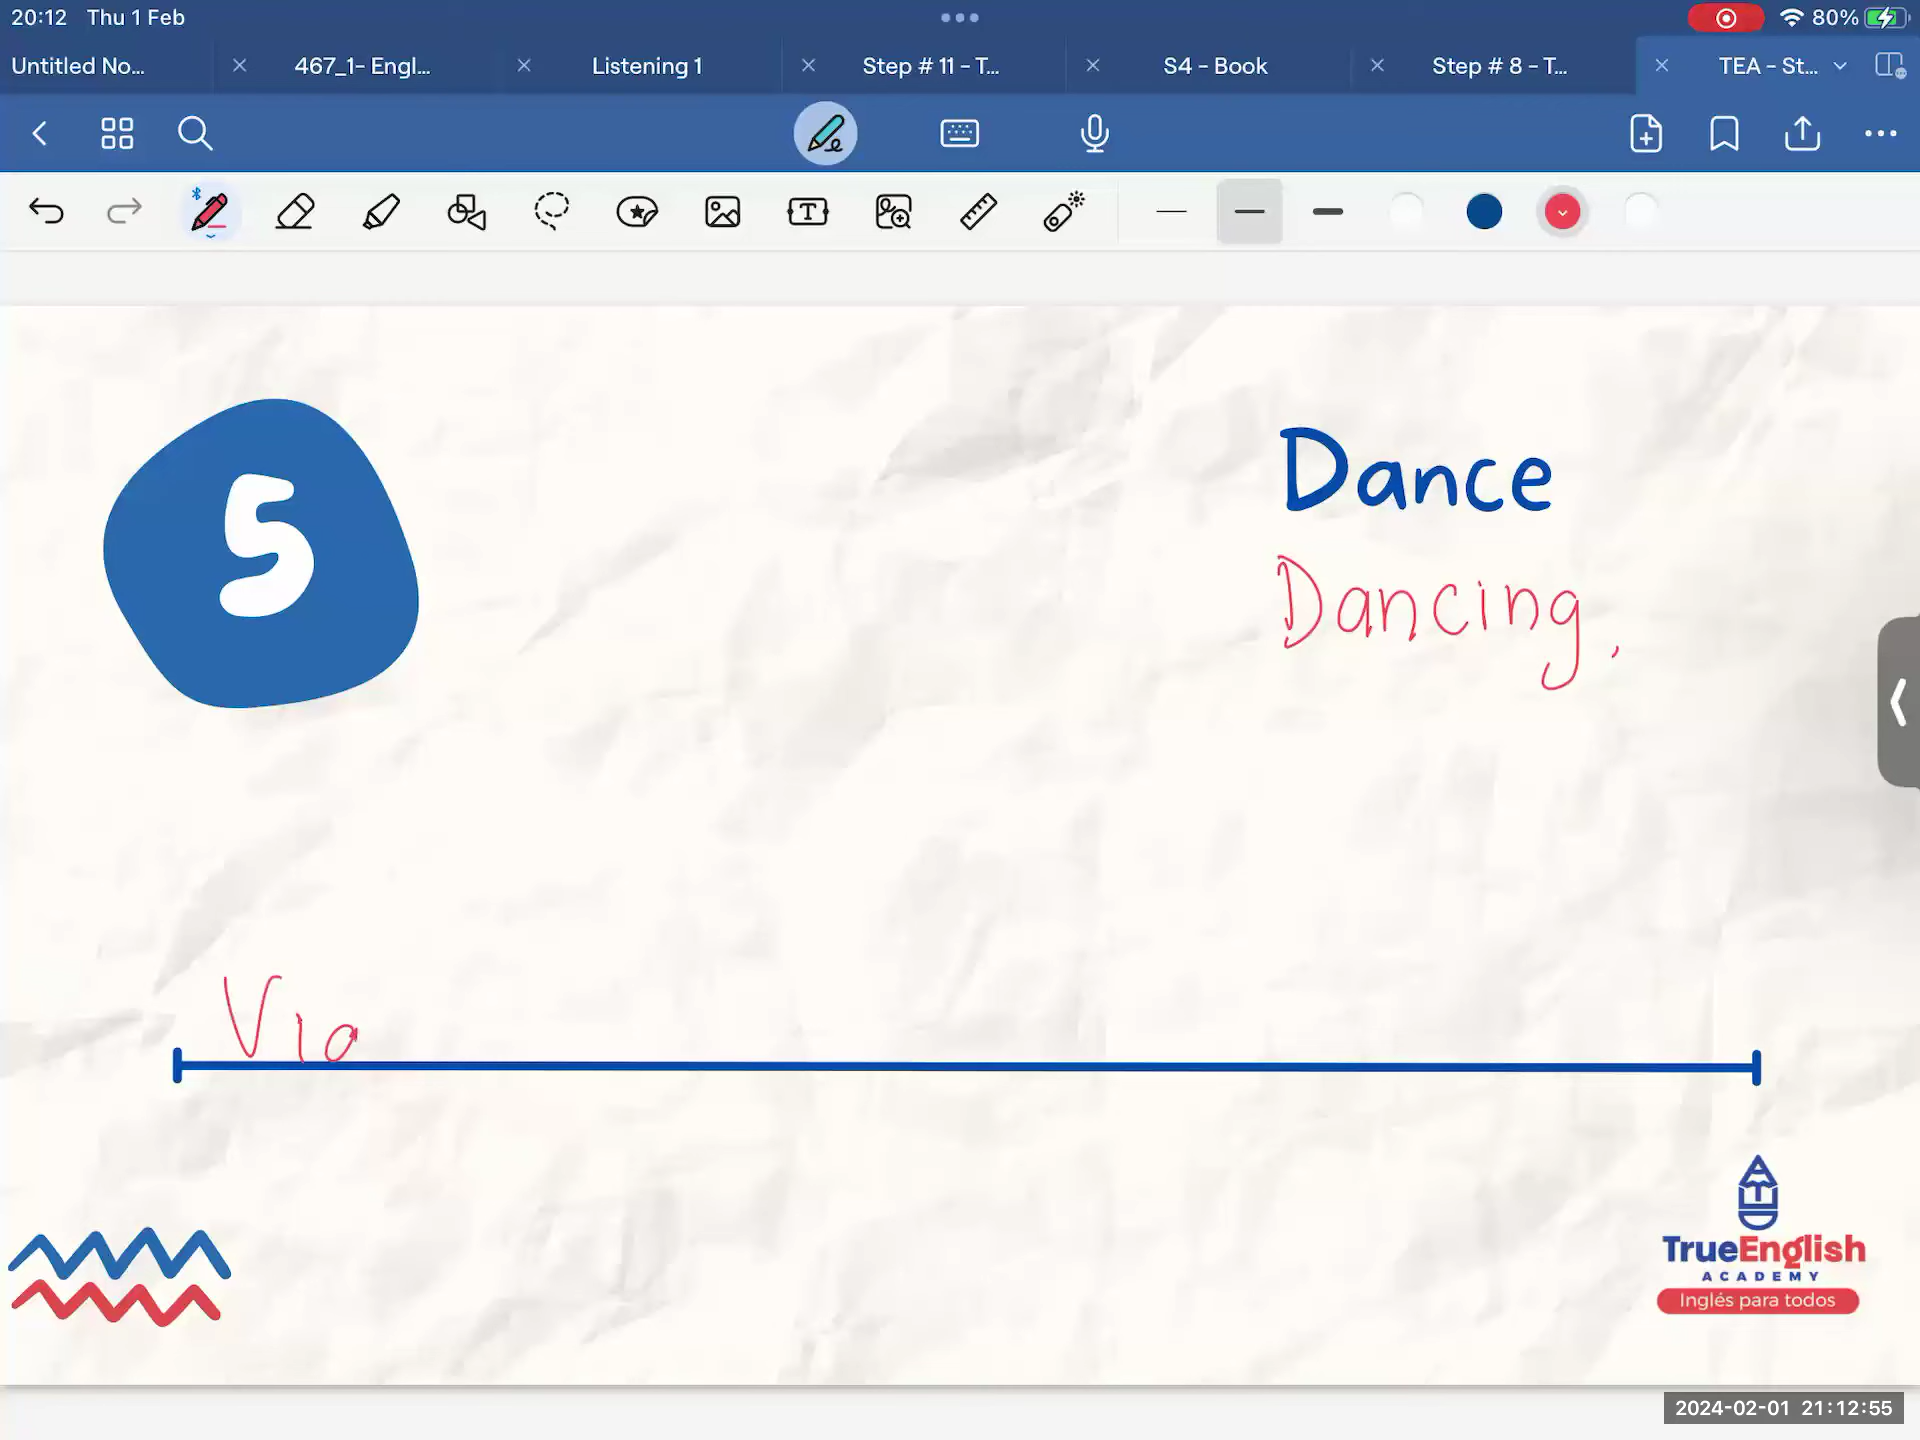 20:12 Thu 1 Feb 80%
Untitled No... 467_1- Engl... Listening 1 Step # 11 - T... S4 - Book Step # 8 - T... TEA - St...
5
Dance
Dancing,
Via
TrueEnglish
ACADEMY
Inglés para todos
2024-02-01 21:12:55